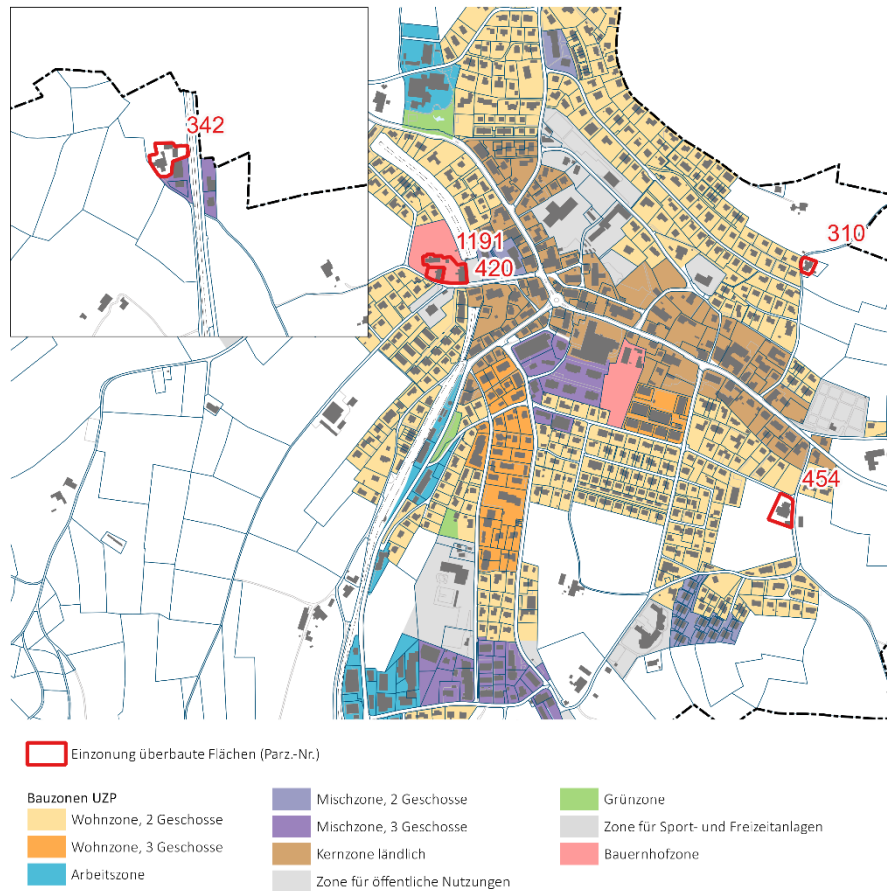 342
1191
420
310
454
Einzonung überbaute Flächen (Parz.-Nr.)
Bauzonen UZP
Wohnzone, 2 Geschosse
Wohnzone, 3 Geschosse
Arbeitszone
Mischzone, 2 Geschosse
Mischzone, 3 Geschosse
Kernzone ländlich
Zone für öffentliche Nutzungen
Grünzone
Zone für Sport- und Freizeitanlagen
Bauernhofzone